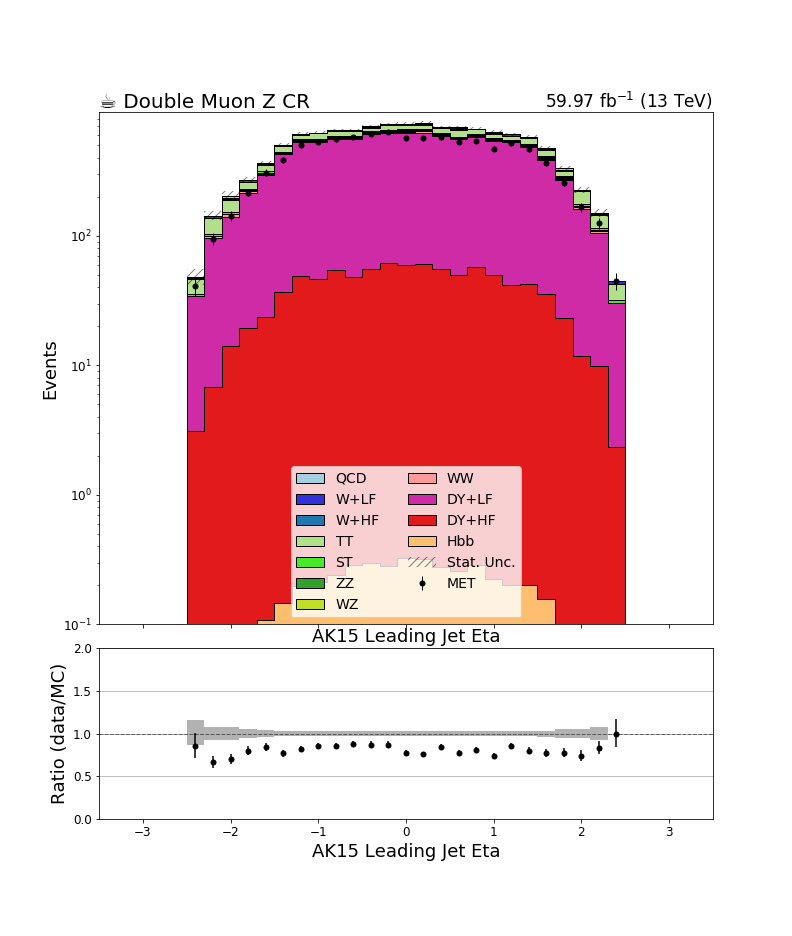 ☕ Double Muon Z CR
59.97 fb⁻¹ (13 TeV)
Events
10²
10¹
10⁰
10⁻¹
QCD
W+LF
W+HF
TT
ST
ZZ
WZ
WW
DY+LF
DY+HF
Hbb
Stat. Unc.
MET
AK15 Leading Jet Eta
Ratio (data/MC)
2.0
1.5
1.0
0.5
0.0
−3 −2 −1 0 1 2 3
AK15 Leading Jet Eta